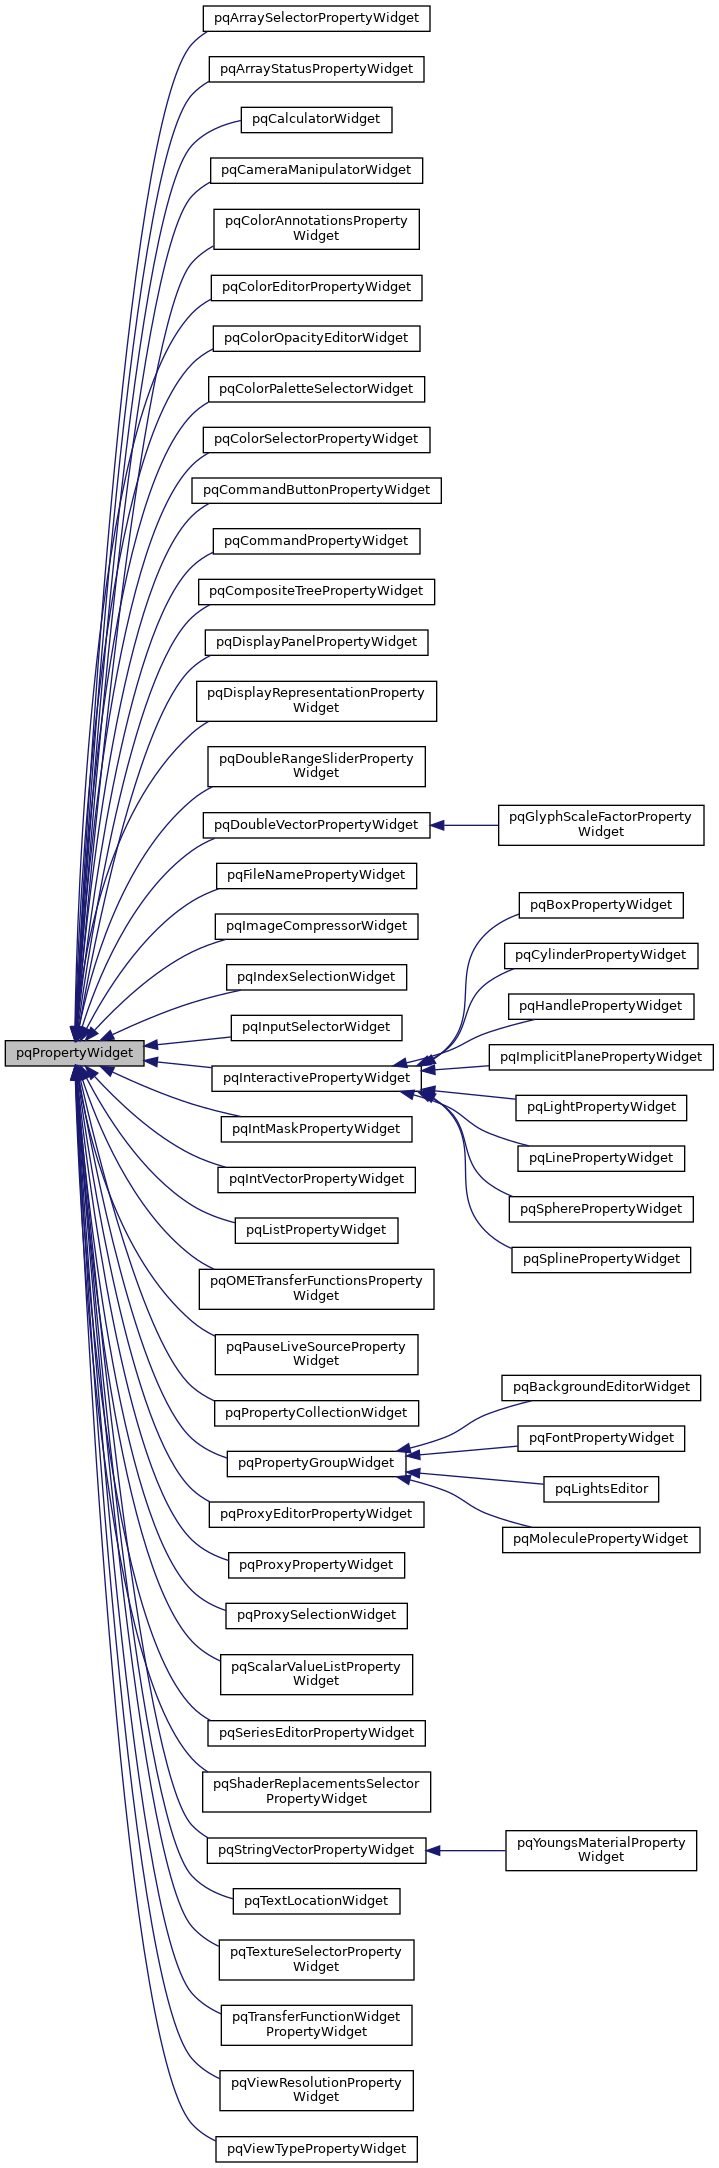 pqArraySelectorPropertyWidget
pqArrayStatusPropertyWidget
pqCalculatorWidget
pqCameraManipulatorWidget
pqColorAnnotationsProperty
Widget
pqColorEditorPropertyWidget
pqColorOpacityEditorWidget
pqColorPaletteSelectorWidget
pqColorSelectorPropertyWidget
pqCommandButtonPropertyWidget
pqCommandPropertyWidget
pqCompositeTreePropertyWidget
pqDisplayPanelPropertyWidget
pqDisplayRepresentationProperty
Widget
pqDoubleRangeSliderProperty
Widget
pqDoubleVectorPropertyWidget
pqGlyphScaleFactorProperty
Widget
pqFileNamePropertyWidget
pqImageCompressorWidget
pqIndexSelectionWidget
pqInputSelectorWidget
pqPropertyWidget
pqInteractivePropertyWidget
pqBoxPropertyWidget
pqCylinderPropertyWidget
pqHandlePropertyWidget
pqImplicitPlanePropertyWidget
pqLightPropertyWidget
pqLinePropertyWidget
pqSpherePropertyWidget
pqSplinePropertyWidget
pqIntMaskPropertyWidget
pqIntVectorPropertyWidget
pqListPropertyWidget
pqOMETransferFunctionsProperty
Widget
pqPauseLiveSourceProperty
Widget
pqPropertyCollectionWidget
pqPropertyGroupWidget
pqBackgroundEditorWidget
pqFontPropertyWidget
pqLightsEditor
pqMoleculePropertyWidget
pqProxyEditorPropertyWidget
pqProxyPropertyWidget
pqProxySelectionWidget
pqScalarValueListProperty
Widget
pqSeriesEditorPropertyWidget
pqShaderReplacementsSelector
PropertyWidget
pqStringVectorPropertyWidget
pqYoungsMaterialProperty
Widget
pqTextLocationWidget
pqTextureSelectorProperty
Widget
pqTransferFunctionWidget
PropertyWidget
pqViewResolutionProperty
Widget
pqViewTypePropertyWidget